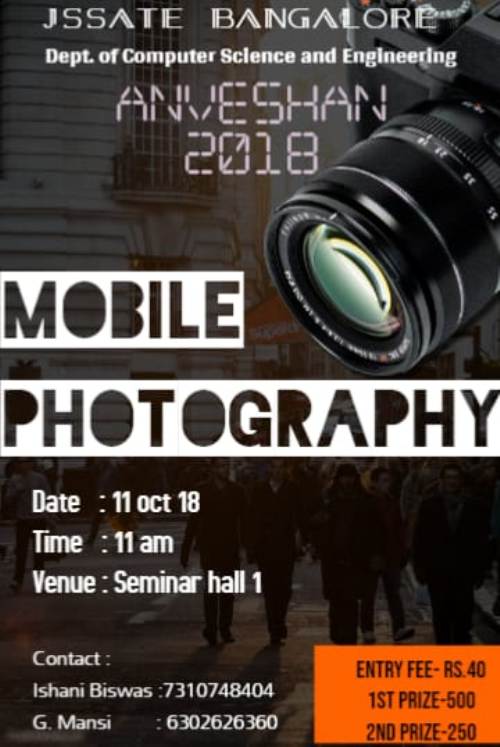 JSSATE BANGALORE
Dept. of Computer Science and Engineering
ANVESHAN
2018
MOBILE
PHOTOGRAPHY
Date : 11 oct 18
Time : 11 am
Venue : Seminar hall 1
Contact :
Ishani Biswas :7310748404
G. Mansi : 6302626360
ENTRY FEE- RS.40
1ST PRIZE-500
2ND PRIZE-250